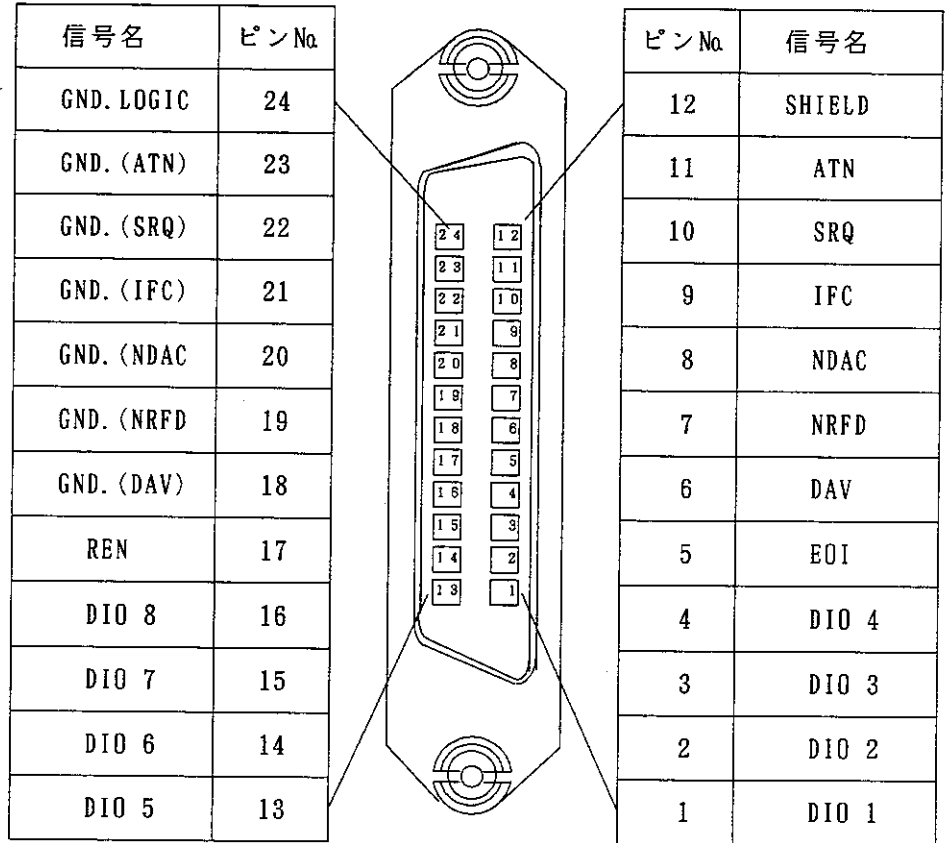 信号名 ピンNo.
GND.LOGIC 24
GND.(ATN) 23
GND.(SRQ) 22
GND.(IFC) 21
GND.(NDAC 20
GND.(NRFD 19
GND.(DAV) 18
REN 17
DIO 8 16
DIO 7 15
DIO 6 14
DIO 5 13
24 12
23 11
22 10
21 9
20 8
19 7
18 6
17 5
16 4
15 3
14 2
13 1
ピンNo. 信号名
12 SHIELD
11 ATN
10 SRQ
9 IFC
8 NDAC
7 NRFD
6 DAV
5 EOI
4 DIO 4
3 DIO 3
2 DIO 2
1 DIO 1